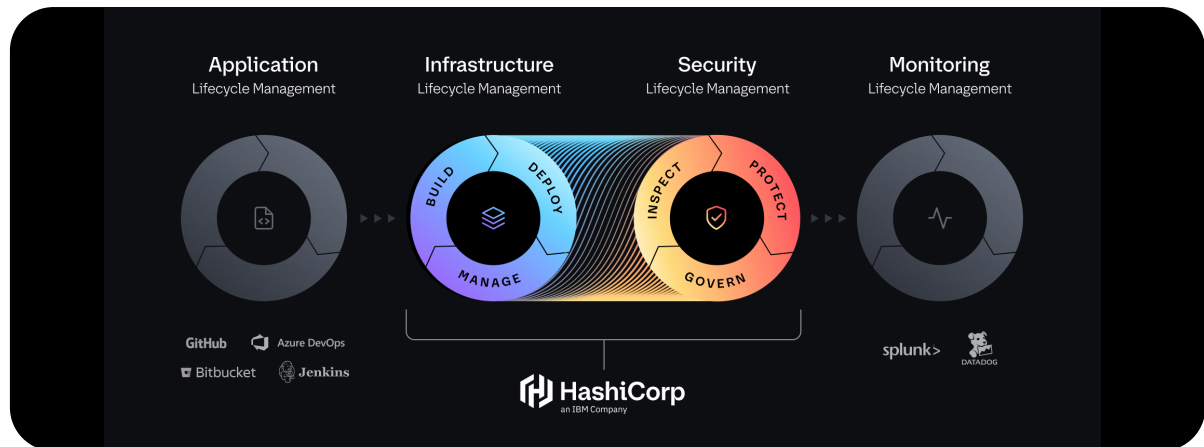 Application
Lifecycle Management
Infrastructure
Lifecycle Management
Security
Lifecycle Management
Monitoring
Lifecycle Management
BUILD
DEPLOY
MANAGE
INSPECT
PROTECT
GOVERN
GitHub
Azure DevOps
Bitbucket
Jenkins
splunk>
DATADOG
HashiCorp
an IBM Company